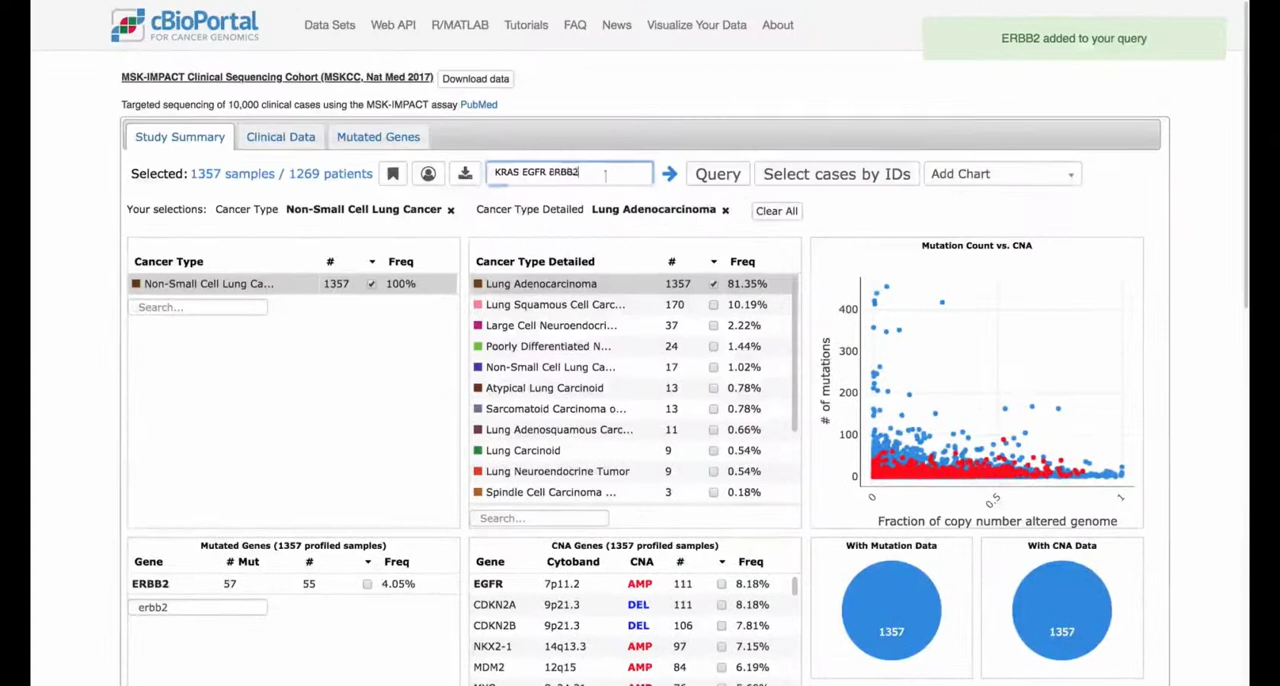 cBioPortal
FOR CANCER GENOMICS
Data Sets Web API R/MATLAB Tutorials FAQ News Visualize Your Data About
ERBB2 added to your query
MSK-IMPACT Clinical Sequencing Cohort (MSKCC, Nat Med 2017) Download data
Targeted sequencing of 10,000 clinical cases using the MSK-IMPACT assay PubMed
Study Summary Clinical Data Mutated Genes
Selected: 1357 samples / 1269 patients KRAS EGFR ERBB2 Query Select cases by IDs Add Chart
Your selections: Cancer Type Non-Small Cell Lung Cancer x Cancer Type Detailed Lung Adenocarcinoma x Clear All
Cancer Type # Freq
Non-Small Cell Lung Ca... 1357 100%
Search...
Cancer Type Detailed # Freq
Lung Adenocarcinoma 1357 81.35%
Lung Squamous Cell Carc... 170 10.19%
Large Cell Neuroendocri... 37 2.22%
Poorly Differentiated N... 24 1.44%
Non-Small Cell Lung Ca... 17 1.02%
Atypical Lung Carcinoid 13 0.78%
Sarcomatoid Carcinoma o... 13 0.78%
Lung Adenosquamous Carc... 11 0.66%
Lung Carcinoid 9 0.54%
Lung Neuroendocrine Tumor 9 0.54%
Spindle Cell Carcinoma ... 3 0.18%
Search...
Mutation Count vs. CNA
# of mutations
400
300
200
100
0
0 0.5 1
Fraction of copy number altered genome
Mutated Genes (1357 profiled samples)
Gene # Mut # Freq
ERBB2 57 55 4.05%
erbb2
CNA Genes (1357 profiled samples)
Gene Cytoband CNA # Freq
EGFR 7p11.2 AMP 111 8.18%
CDKN2A 9p21.3 DEL 111 8.18%
CDKN2B 9p21.3 DEL 106 7.81%
NKX2-1 14q13.3 AMP 97 7.15%
MDM2 12q15 AMP 84 6.19%
With Mutation Data
1357
With CNA Data
1357